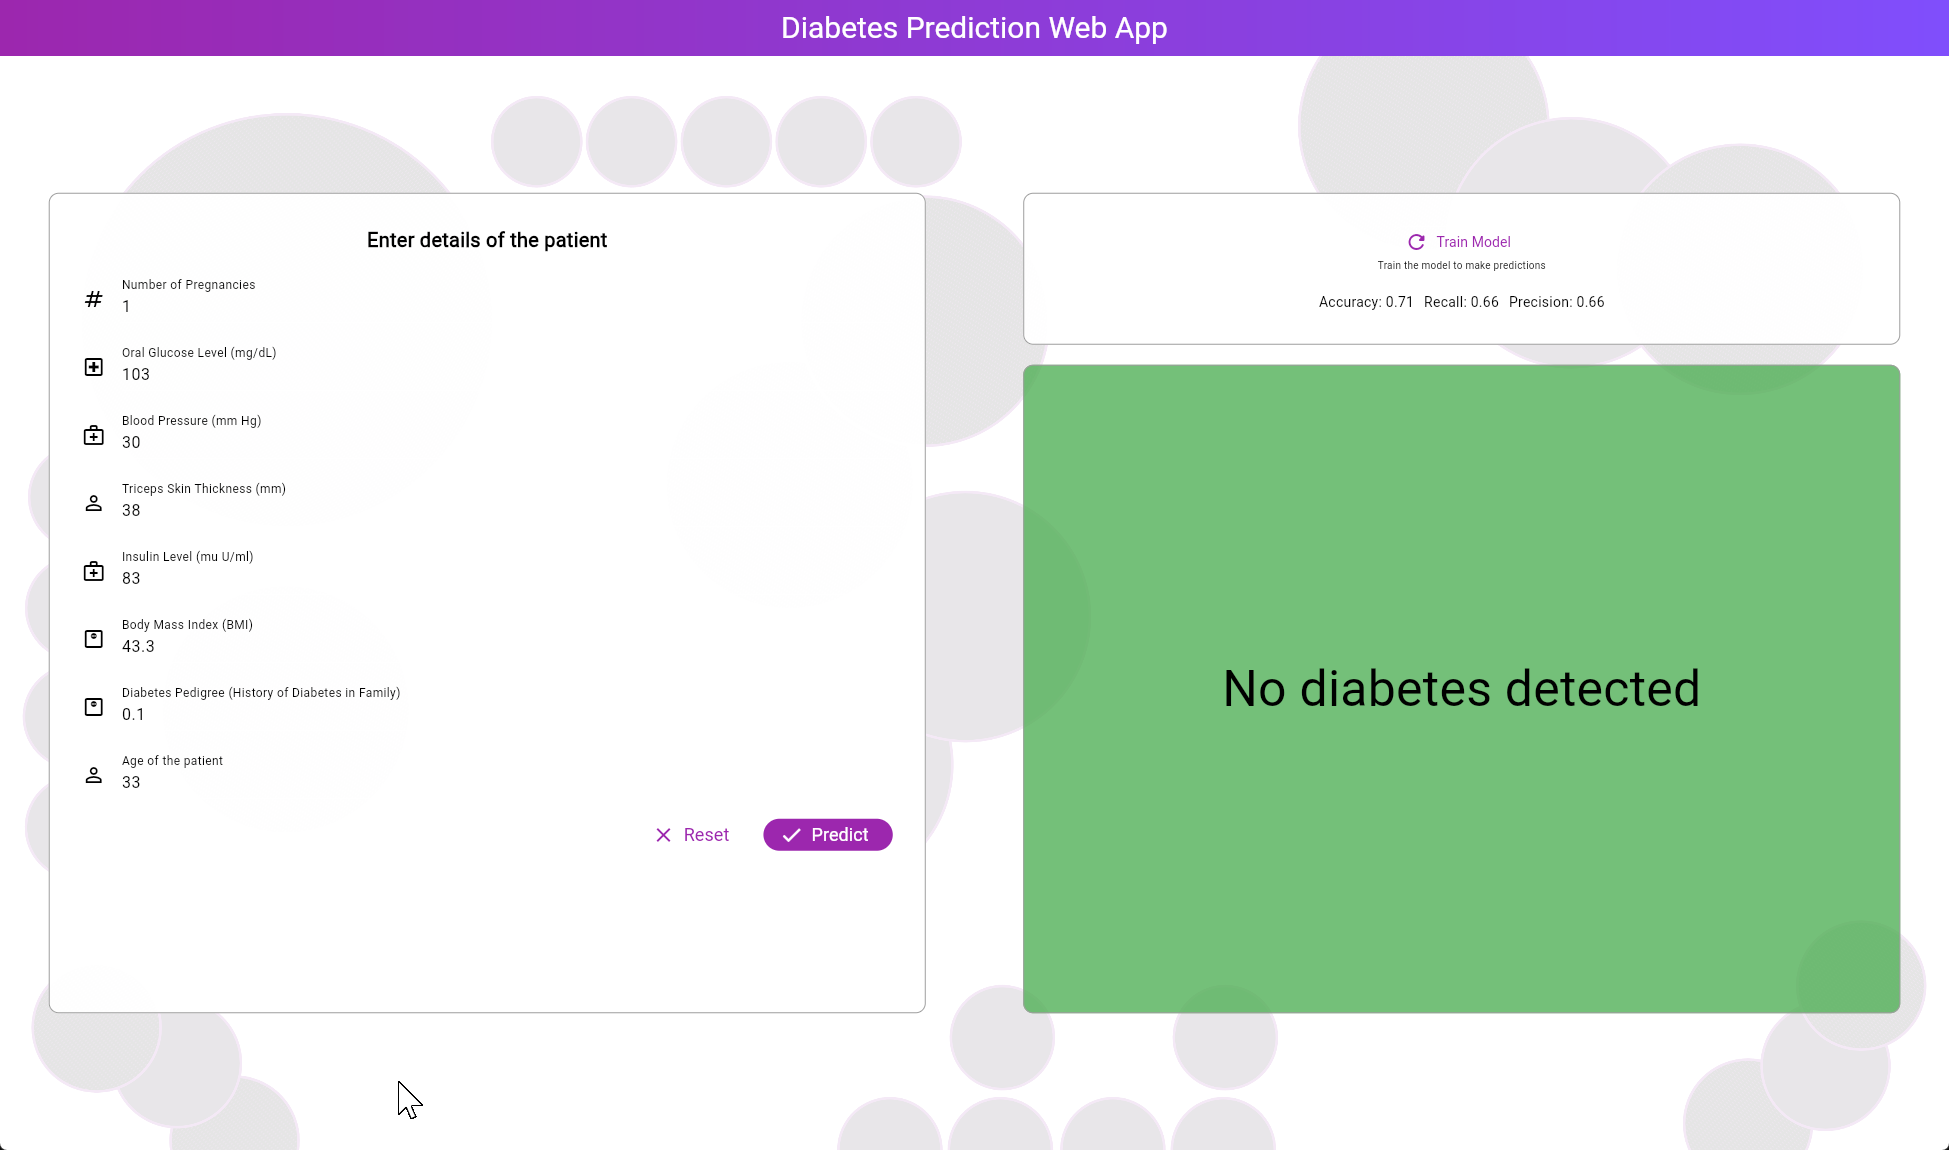 Diabetes Prediction Web App
Enter details of the patient
Number of Pregnancies
1
Oral Glucose Level (mg/dL)
103
Blood Pressure (mm Hg)
30
Triceps Skin Thickness (mm)
38
Insulin Level (mu U/ml)
83
Body Mass Index (BMI)
43.3
Diabetes Pedigree (History of Diabetes in Family)
0.1
Age of the patient
33
Reset Predict
Train Model
Train the model to make predictions
Accuracy: 0.71 Recall: 0.66 Precision: 0.66
No diabetes detected